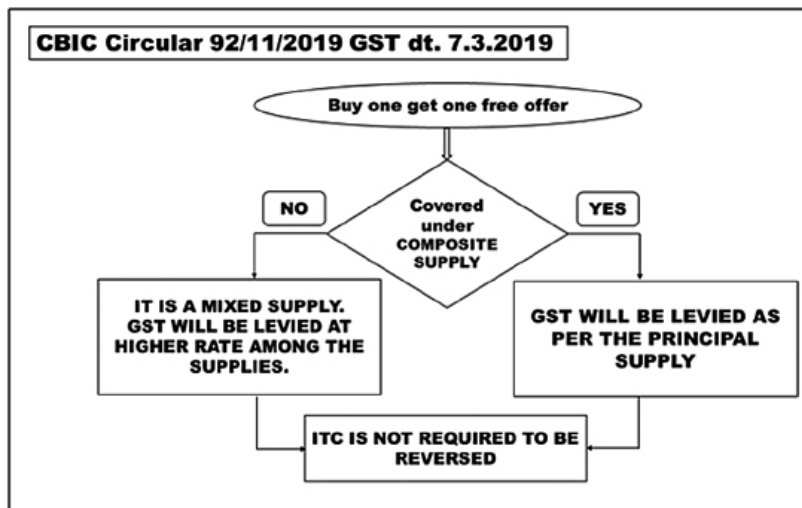 CBIC Circular 92/11/2019 GST dt. 7.3.2019
Buy one get one free offer
NO
Covered
under
COMPOSITE
SUPPLY
YES
IT IS A MIXED SUPPLY.
GST WILL BE LEVIED AT
HIGHER RATE AMONG THE
SUPPLIES.
GST WILL BE LEVIED AS
PER THE PRINCIPAL
SUPPLY
ITC IS NOT REQUIRED TO BE
REVERSED